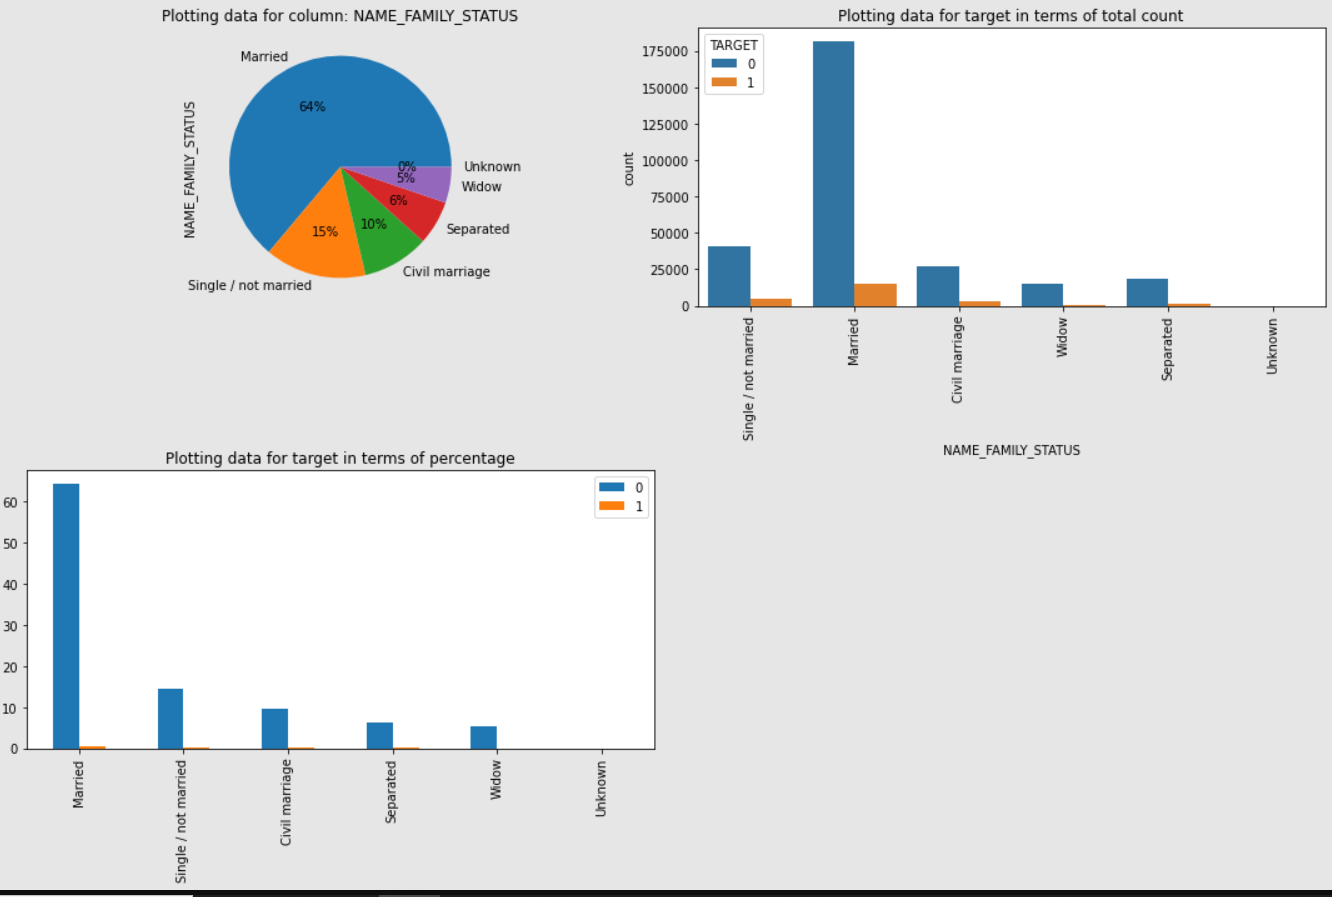 Plotting data for column: NAME_FAMILY_STATUS
NAME_FAMILY_STATUS
Married
64%
Single / not married
15%
Civil marriage
10%
Separated
6%
Widow
5%
Unknown
0%
Plotting data for target in terms of total count
TARGET
0
1
count
175000
150000
125000
100000
75000
50000
25000
0
Single / not married
Married
Civil marriage
Widow
Separated
Unknown
NAME_FAMILY_STATUS
Plotting data for target in terms of percentage
0
1
60
50
40
30
20
10
0
Married
Single / not married
Civil marriage
Separated
Widow
Unknown